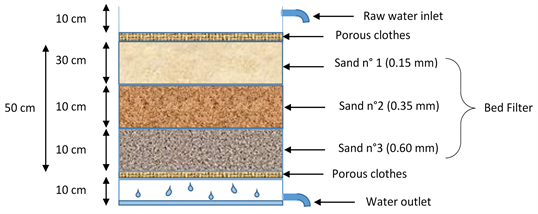 10 cm
Raw water inlet
Porous clothes
30 cm
Sand n° 1 (0.15 mm)
50 cm
10 cm
Sand n°2 (0.35 mm)
Bed Filter
10 cm
Sand n°3 (0.60 mm)
Porous clothes
10 cm
Water outlet